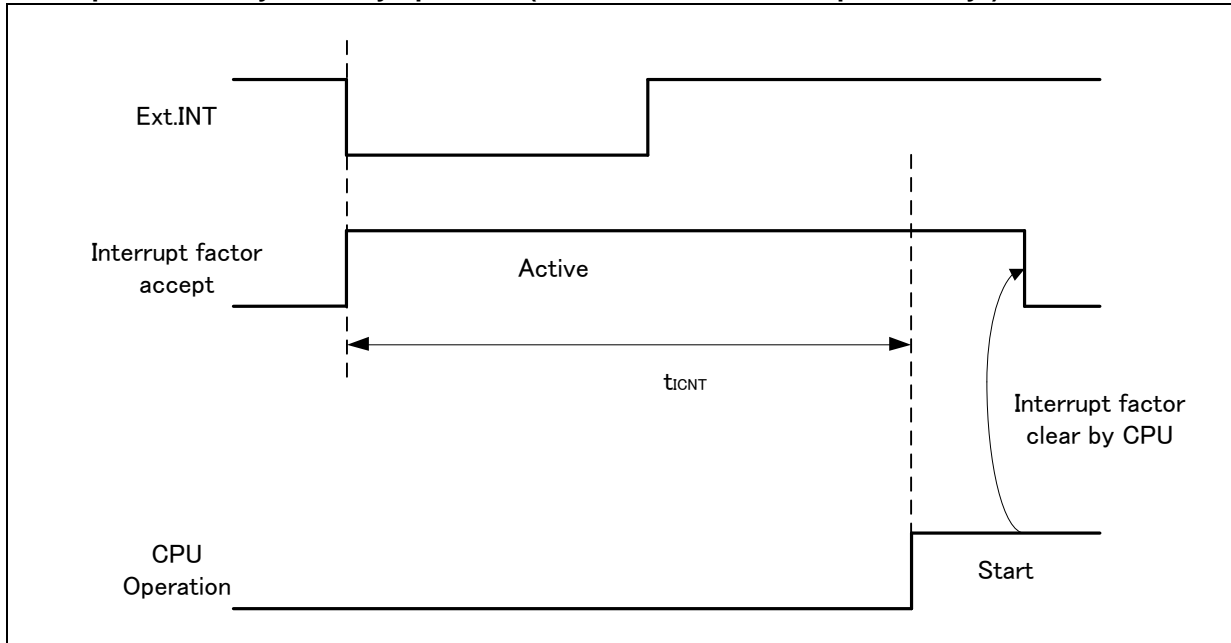 Ext.INT
Interrupt factor
accept
Active
tICNT
Interrupt factor
clear by CPU
CPU
Operation
Start